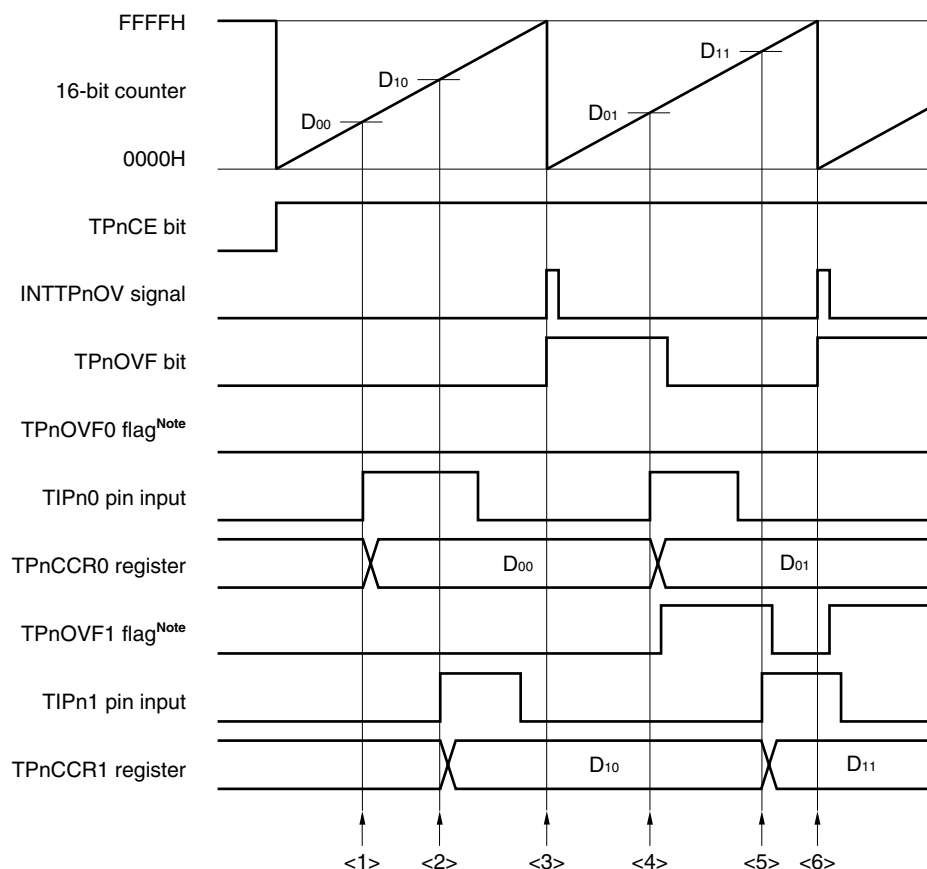 FFFFH
D11
D10
16-bit counter
D00
D01
0000H
TPnCE bit
INTTPnOV signal
TPnOVF bit
TPnOVF0 flagNote
TIPn0 pin input
TPnCCR0 register
D00
D01
TPnOVF1 flagNote
TIPn1 pin input
TPnCCR1 register
D10
D11
<1> <2> <3> <4> <5> <6>